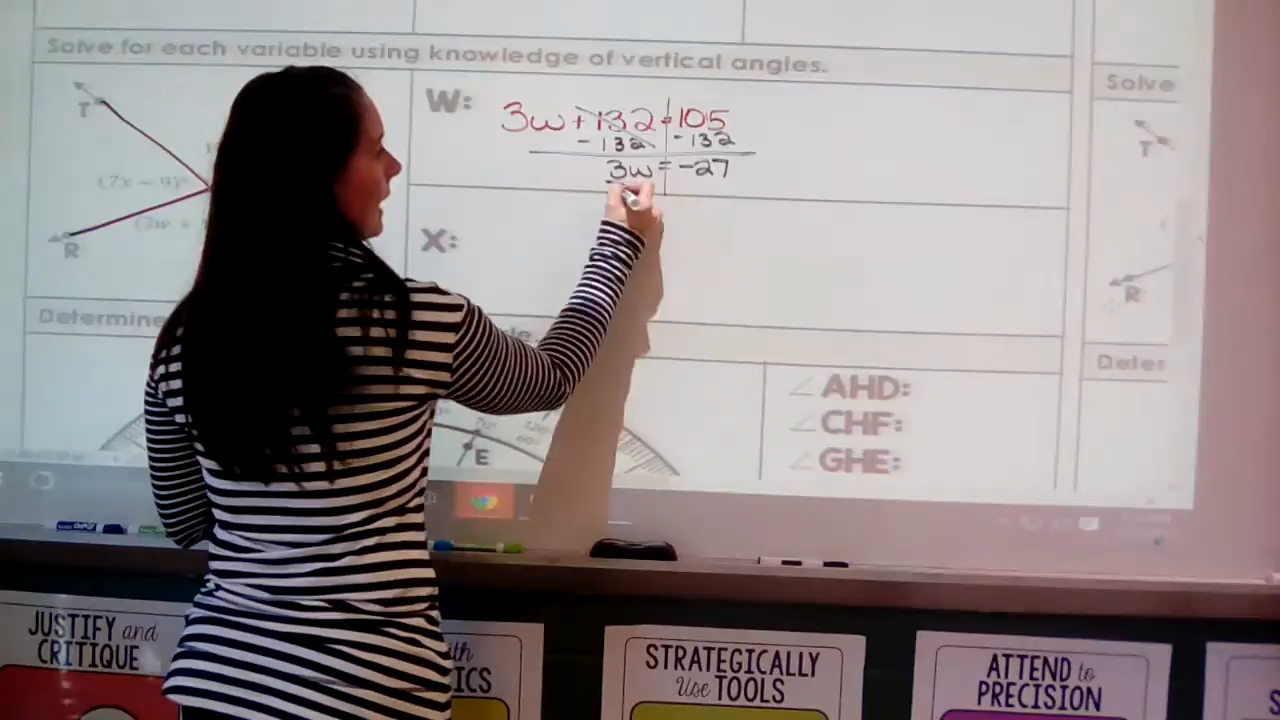 Solve for each variable using knowledge of vertical angles.
Solve
T
(7x - 9)°
R
W:
3w + 132 = 105
- 132 - 132
3w = -27
X:
T
R
Determine
Deter
E
∠AHD:
∠CHF:
∠GHE:
JUSTIFY and
CRITIQUE
STRATEGICALLY
Use TOOLS
ATTEND to
PRECISION